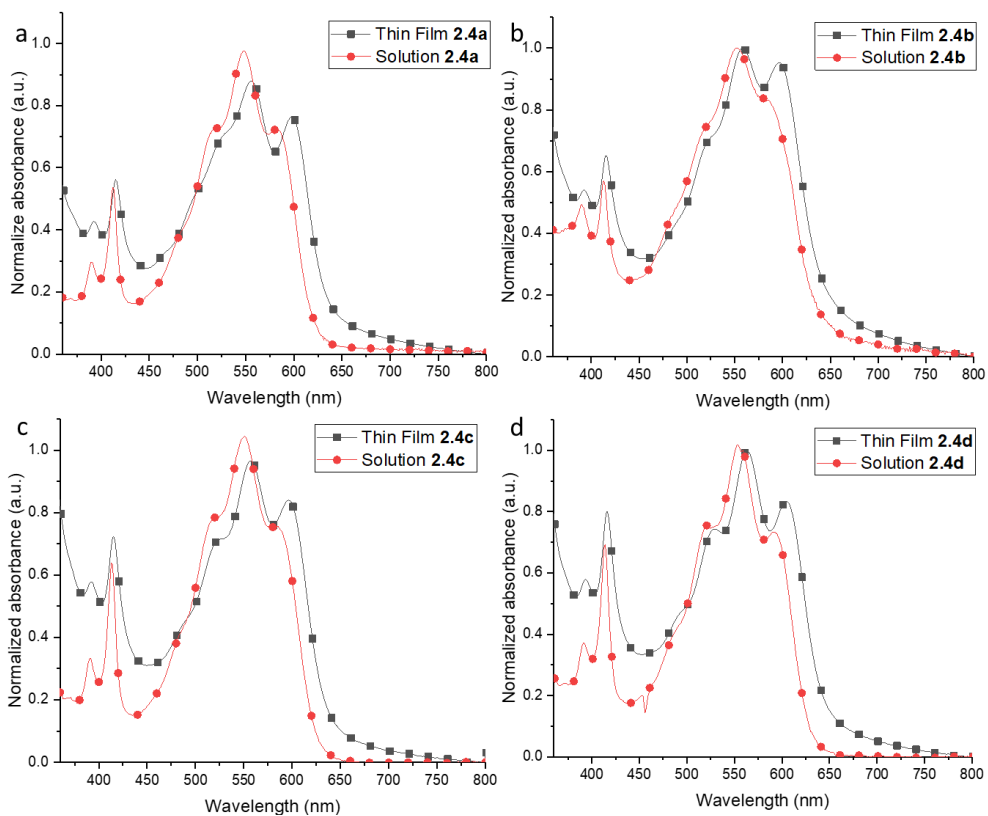 a
Thin Film 2.4a
Solution 2.4a
Normalize absorbance (a.u.)
1.0
0.8
0.6
0.4
0.2
0.0
400 450 500 550 600 650 700 750 800
Wavelength (nm)
b
Thin Film 2.4b
Solution 2.4b
Normalized absorbance (a.u.)
1.0
0.8
0.6
0.4
0.2
0.0
400 450 500 550 600 650 700 750 800
Wavelength (nm)
c
Thin Film 2.4c
Solution 2.4c
Normalized absorbance (a.u.)
1.0
0.8
0.6
0.4
0.2
0.0
400 450 500 550 600 650 700 750 800
Wavelength (nm)
d
Thin Film 2.4d
Solution 2.4d
Normalized absorbance (a.u.)
1.0
0.8
0.6
0.4
0.2
0.0
400 450 500 550 600 650 700 750 800
Wavelength (nm)